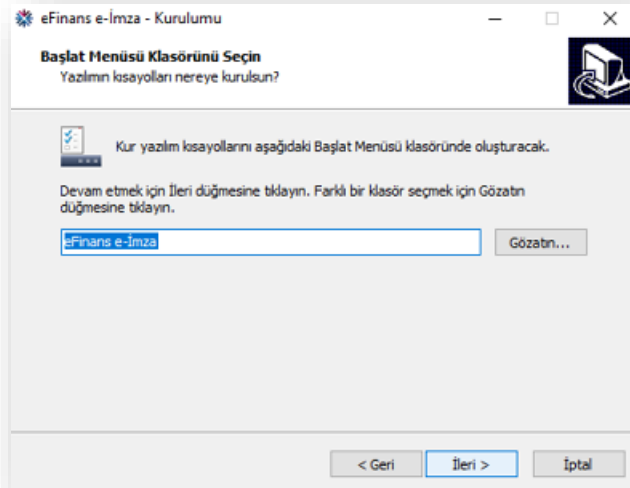 eFinans e-İmza - Kurulumu
Başlat Menüsü Klasörünü Seçin
Yazılımın kısayolları nereye kurulsun?
Kur yazılım kısayollarını aşağıdaki Başlat Menüsü klasöründe oluşturacak.
Devam etmek için İleri düğmesine tıklayın. Farklı bir klasör seçmek için Gözatın
düğmesine tıklayın.
eFinans e-İmza
Gözatın...
< Geri
İleri >
İptal